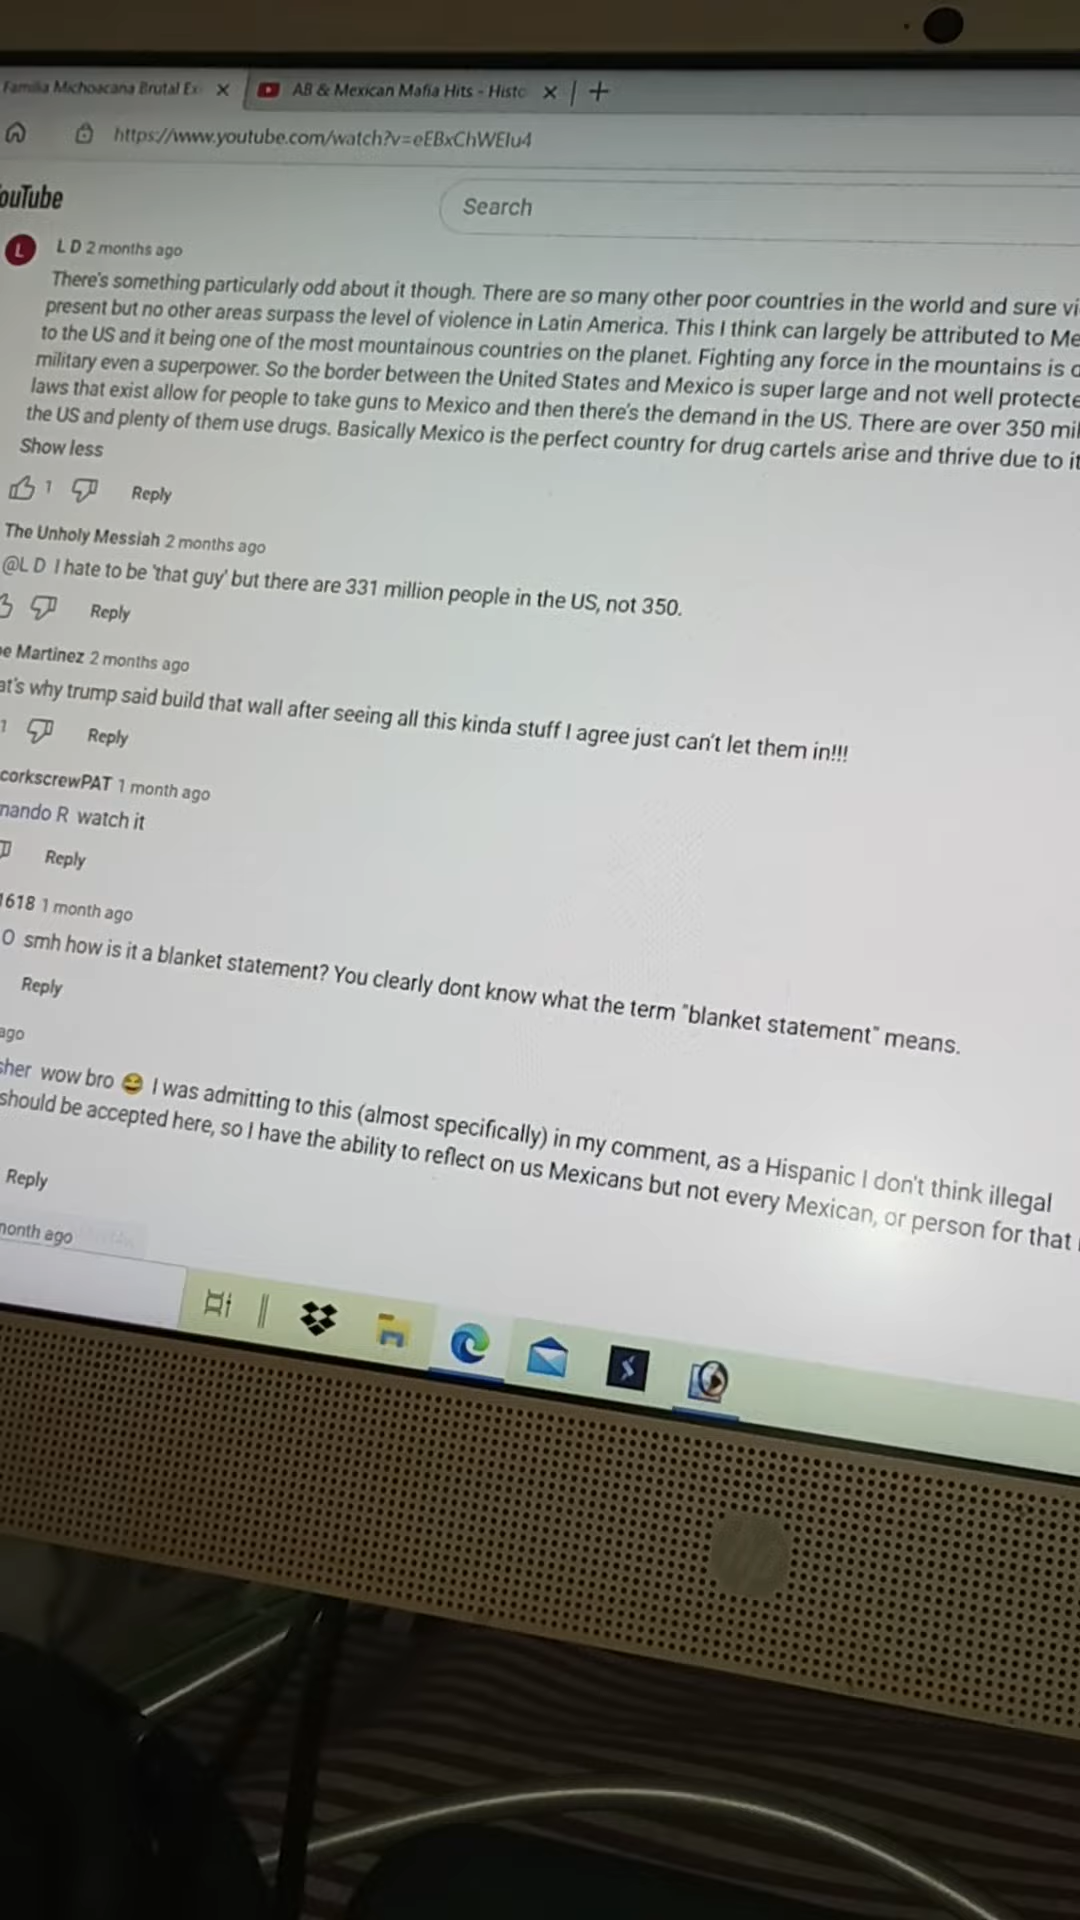 Familia Michoacana Brutal Ex
AB & Mexican Mafia Hits - Histo
https://www.youtube.com/watch?v=eEBxChWEIu4
ouTube
Search
L
L D 2 months ago
There's something particularly odd about it though. There are so many other poor countries in the world and sure vi
present but no other areas surpass the level of violence in Latin America. This I think can largely be attributed to Me
to the US and it being one of the most mountainous countries on the planet. Fighting any force in the mountains is
military even a superpower. So the border between the United States and Mexico is super large and not well protecte
laws that exist allow for people to take guns to Mexico and then there's the demand in the US. There are over 350 mil
the US and plenty of them use drugs. Basically Mexico is the perfect country for drug cartels arise and thrive due to it
Show less
1 Reply
The Unholy Messiah 2 months ago
@L D I hate to be 'that guy' but there are 331 million people in the US, not 350.
Reply
e Martinez 2 months ago
at's why trump said build that wall after seeing all this kinda stuff I agree just can't let them in!!!
1 Reply
corkscrewPAT 1 month ago
nando R watch it
Reply
1618 1 month ago
O smh how is it a blanket statement? You clearly dont know what the term "blanket statement" means.
Reply
ago
sher wow bro 😂 I was admitting to this (almost specifically) in my comment, as a Hispanic I don't think illegal
should be accepted here, so I have the ability to reflect on us Mexicans but not every Mexican, or person for that
Reply
month ago
hp